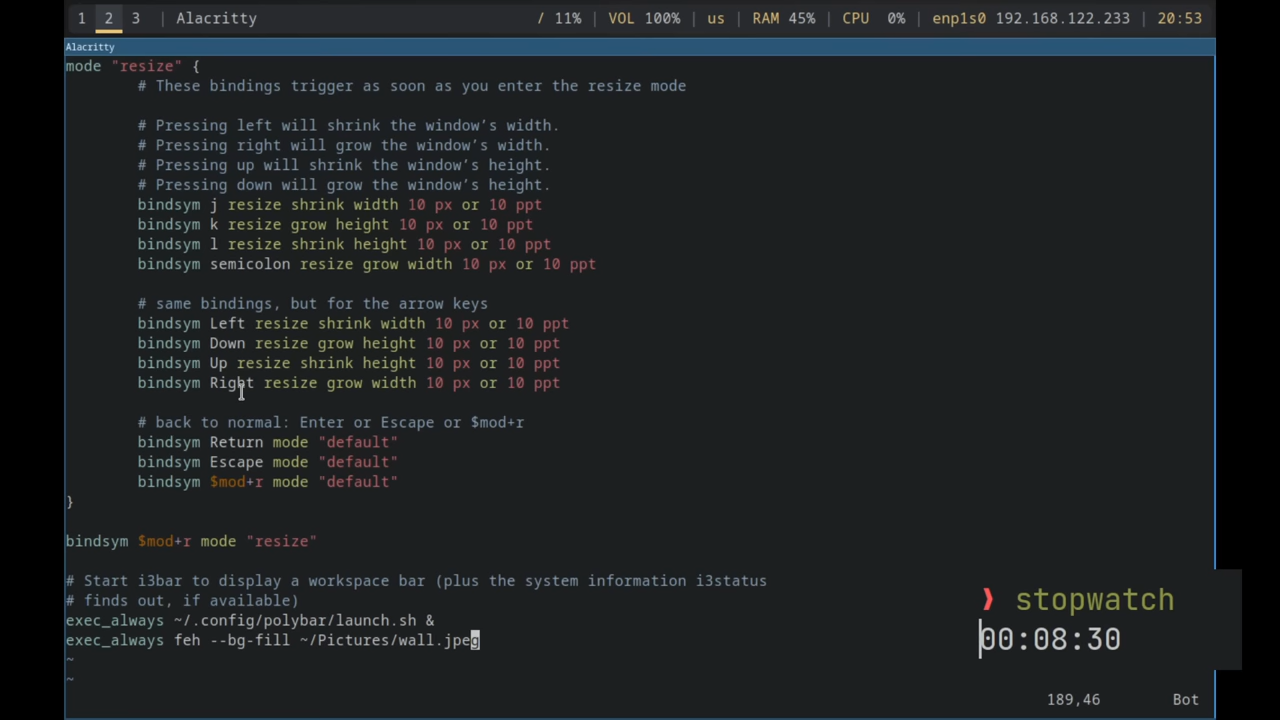 1 2 3 | Alacritty / 11% | VOL 100% | us | RAM 45% | CPU 0% | enp1s0 192.168.122.233 | 20:53
Alacritty
mode "resize" {
# These bindings trigger as soon as you enter the resize mode
# Pressing left will shrink the window's width.
# Pressing right will grow the window's width.
# Pressing up will shrink the window's height.
# Pressing down will grow the window's height.
bindsym j resize shrink width 10 px or 10 ppt
bindsym k resize grow height 10 px or 10 ppt
bindsym l resize shrink height 10 px or 10 ppt
bindsym semicolon resize grow width 10 px or 10 ppt
# same bindings, but for the arrow keys
bindsym Left resize shrink width 10 px or 10 ppt
bindsym Down resize grow height 10 px or 10 ppt
bindsym Up resize shrink height 10 px or 10 ppt
bindsym Right resize grow width 10 px or 10 ppt
# back to normal: Enter or Escape or $mod+r
bindsym Return mode "default"
bindsym Escape mode "default"
bindsym $mod+r mode "default"
}
bindsym $mod+r mode "resize"
# Start i3bar to display a workspace bar (plus the system information i3status
# finds out, if available)
exec_always ~/.config/polybar/launch.sh &
exec_always feh --bg-fill ~/Pictures/wall.jpeg
~
~
189,46 Bot
❯ stopwatch
00:08:30